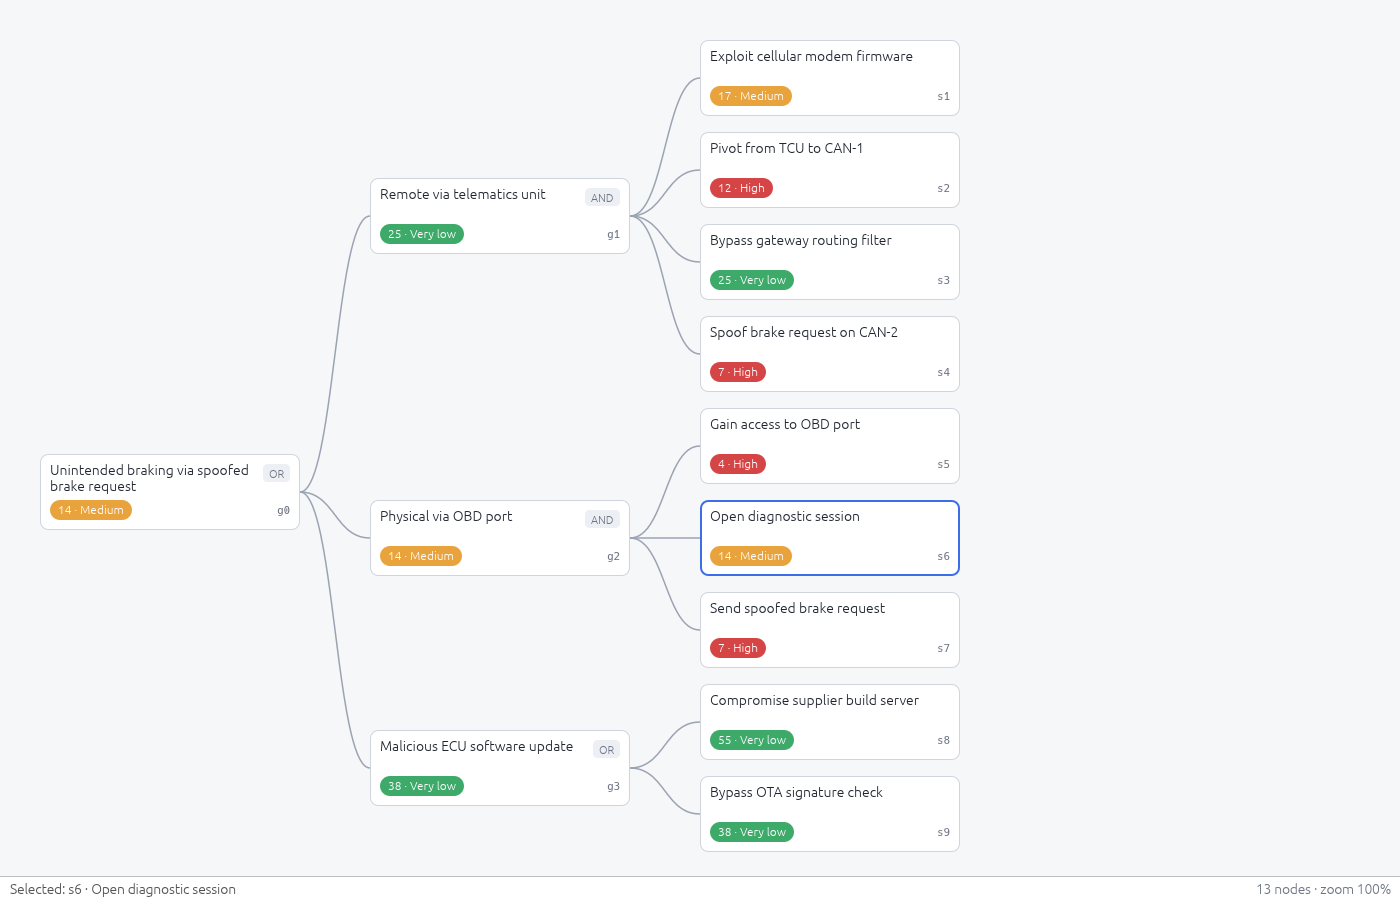 Exploit cellular modem firmware
17 · Medium
s1
Pivot from TCU to CAN-1
12 · High
s2
Remote via telematics unit
AND
25 · Very low
g1
Bypass gateway routing filter
25 · Very low
s3
Spoof brake request on CAN-2
7 · High
s4
Gain access to OBD port
4 · High
s5
Unintended braking via spoofed
brake request
OR
14 · Medium
g0
Physical via OBD port
AND
14 · Medium
g2
Open diagnostic session
14 · Medium
s6
Send spoofed brake request
7 · High
s7
Compromise supplier build server
55 · Very low
s8
Malicious ECU software update
OR
38 · Very low
g3
Bypass OTA signature check
38 · Very low
s9
Selected: s6 · Open diagnostic session
13 nodes · zoom 100%